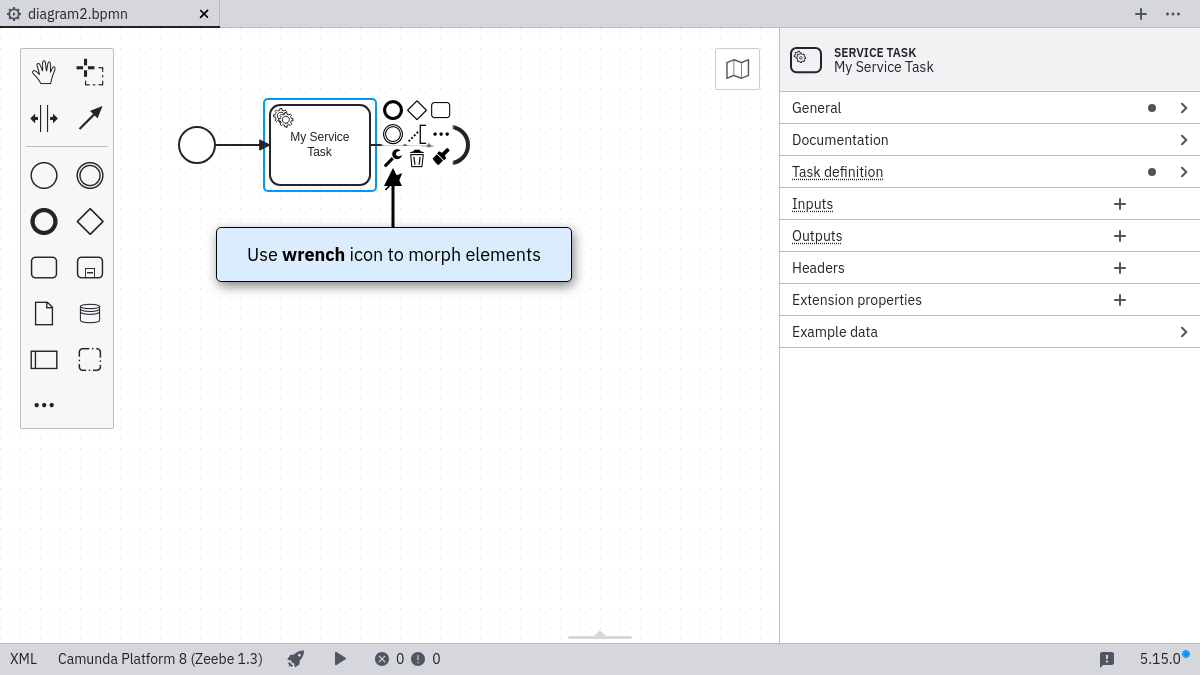 diagram2.bpmn
SERVICE TASK
My Service Task
General
Documentation
Task definition
Inputs
Outputs
Headers
Extension properties
Example data
My Service
Task
Use wrench icon to morph elements
XML
Camunda Platform 8 (Zeebe 1.3)
0
0
5.15.0